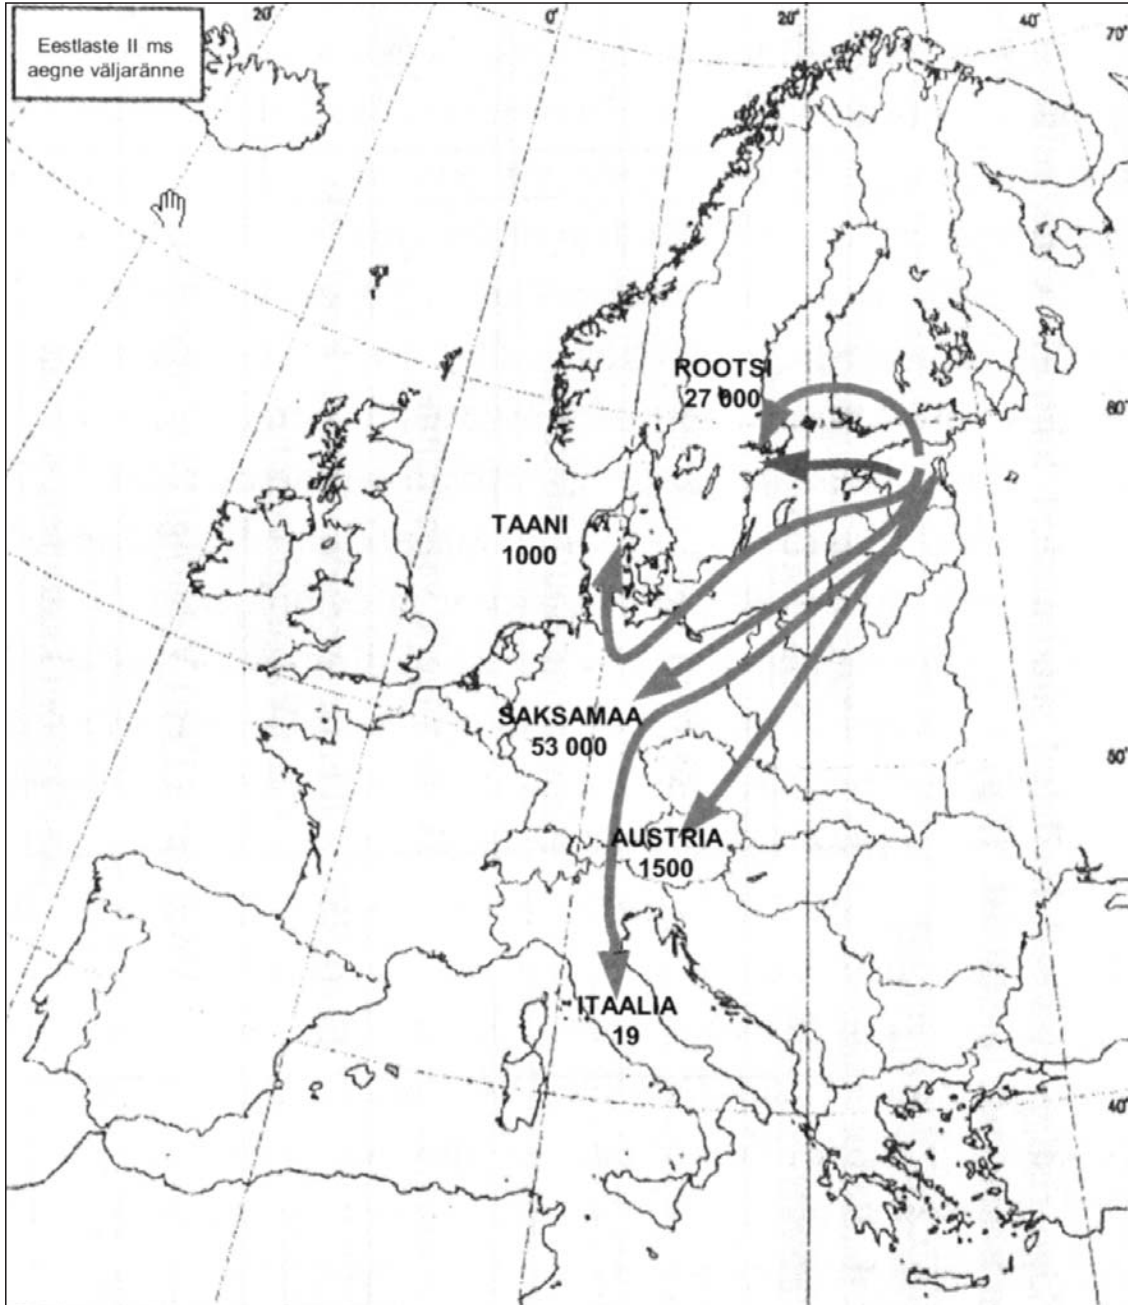 Eestlaste II ms
aegne väljaränne
20°
0°
20°
40°
70°
ROOTSI
27 000
60°
TAANI
1000
SAKSAMAA
53 000
50°
AUSTRIA
1500
ITAALIA
19
40°